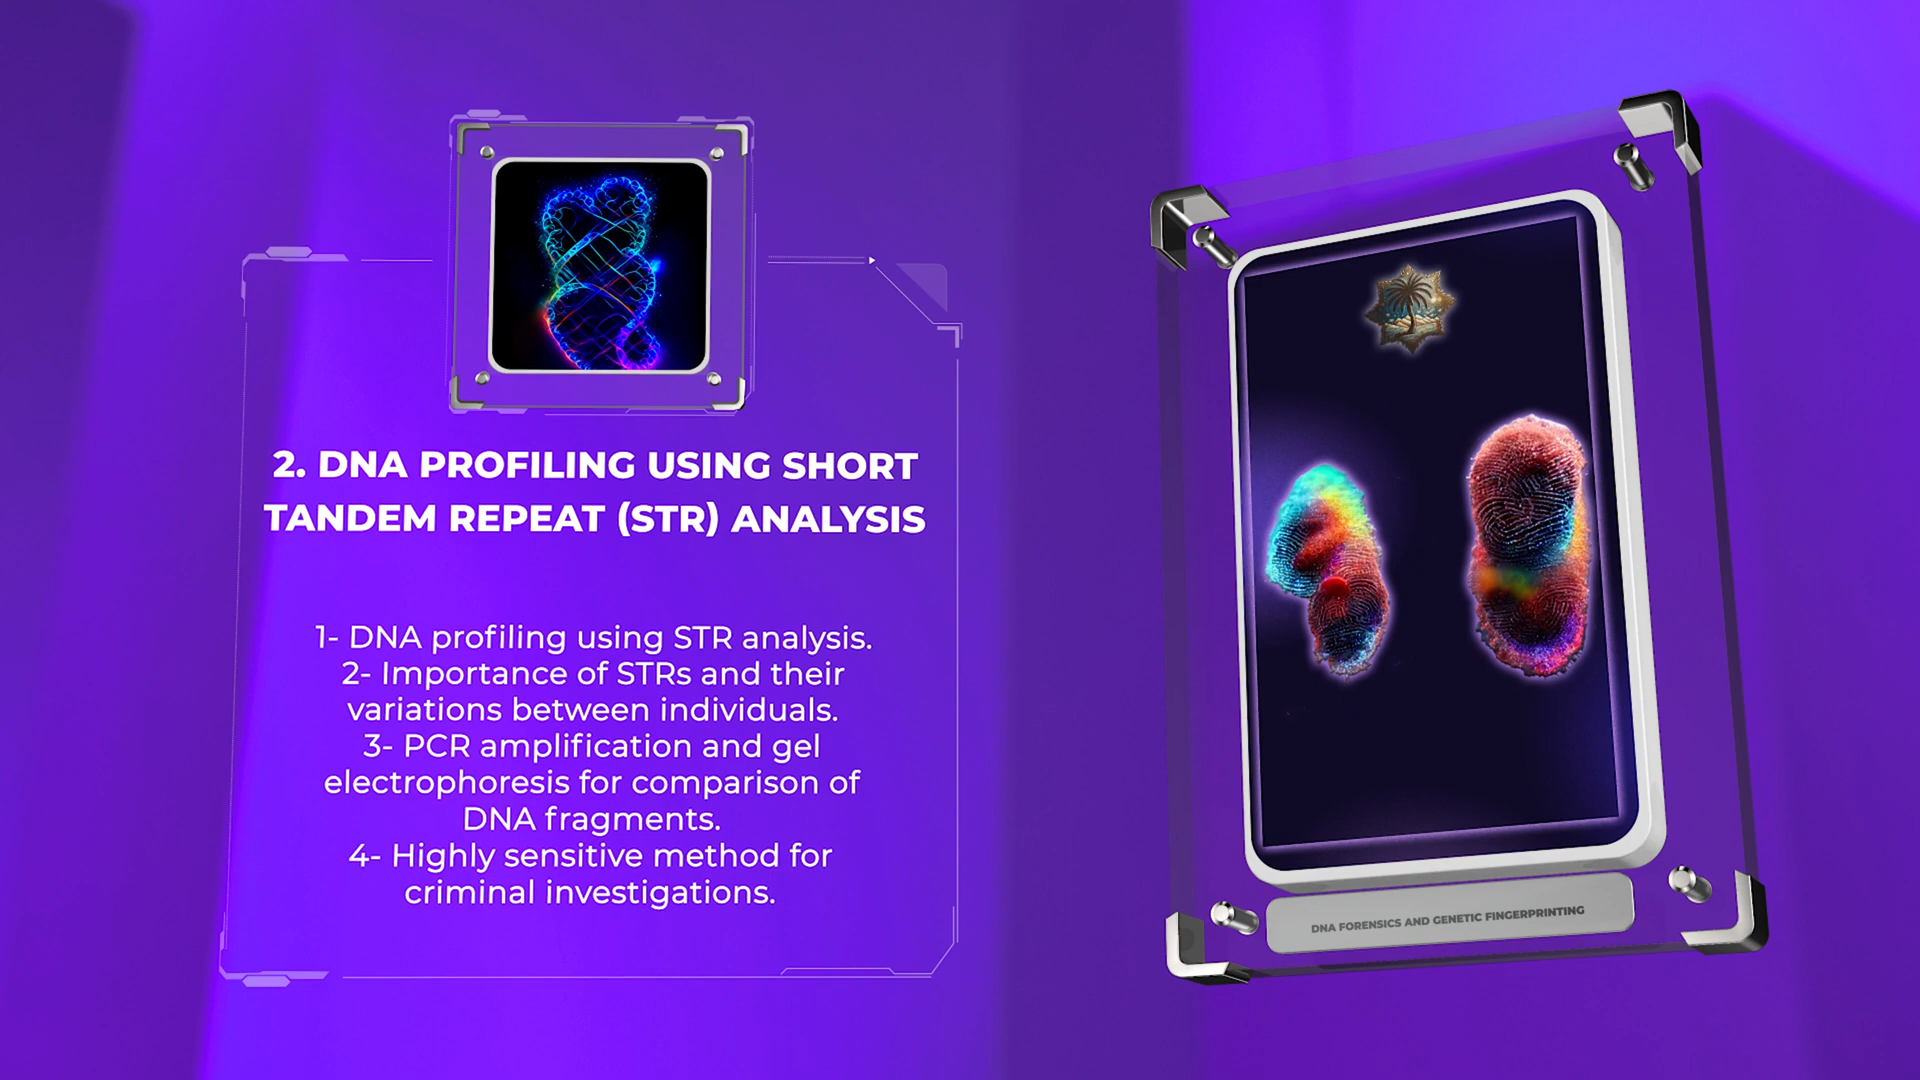 2. DNA PROFILING USING SHORT
TANDEM REPEAT (STR) ANALYSIS
1- DNA profiling using STR analysis.
2- Importance of STRs and their
variations between individuals.
3- PCR amplification and gel
electrophoresis for comparison of
DNA fragments.
4- Highly sensitive method for
criminal investigations.
DNA FORENSICS AND GENETIC FINGERPRINTING